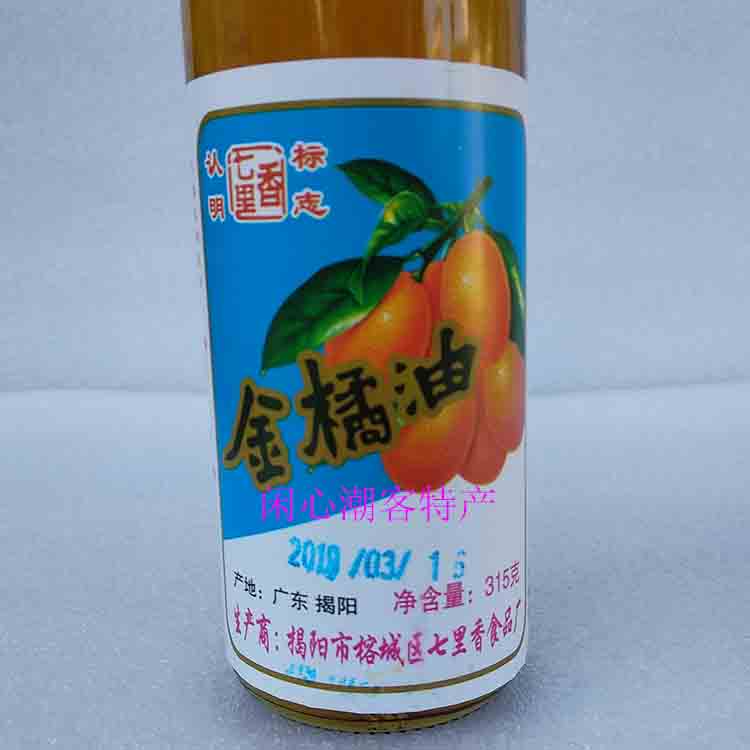 认明
七里香
标志
金橘油
闲心潮客特产
2019/03/16
产地：广东 揭阳
净含量：315克
生产商：揭阳市榕城区七里香食品厂